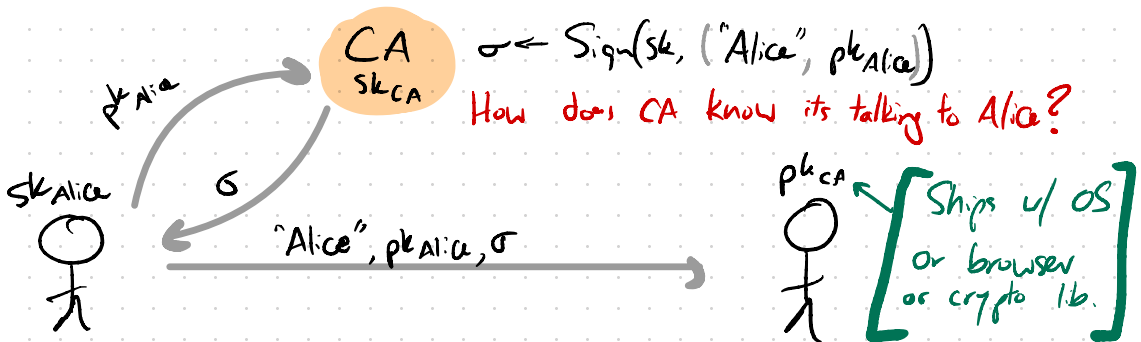 CA
sk_CA
σ ← Sign(sk, ("Alice", pk_Alice))
How does CA know its talking to Alice?
pk_Alice
σ
sk_Alice
"Alice", pk_Alice, σ
pk_CA
Ships w/ OS
or browser
or crypto lib.